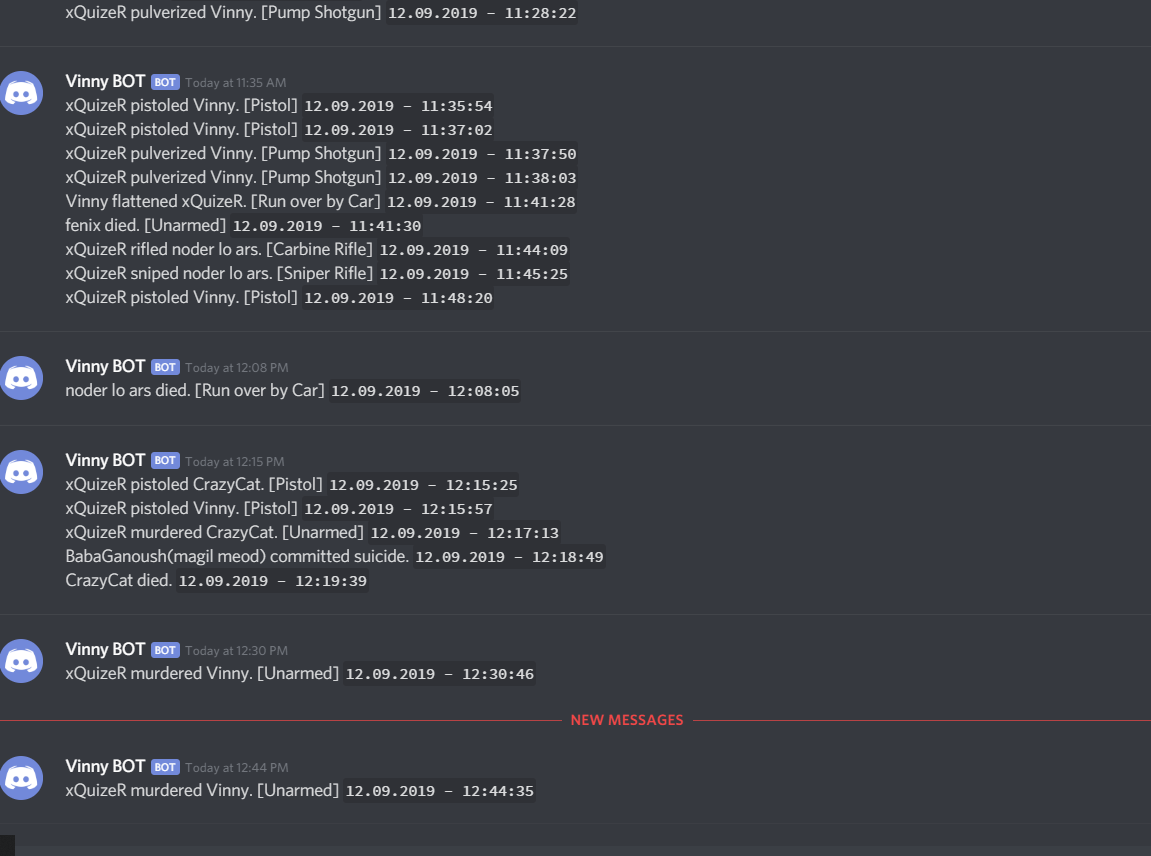 xQuizeR pulverized Vinny. [Pump Shotgun] 12.09.2019 - 11:28:22
Vinny BOT BOT Today at 11:35 AM
xQuizeR pistoled Vinny. [Pistol] 12.09.2019 - 11:35:54
xQuizeR pistoled Vinny. [Pistol] 12.09.2019 - 11:37:02
xQuizeR pulverized Vinny. [Pump Shotgun] 12.09.2019 - 11:37:50
xQuizeR pulverized Vinny. [Pump Shotgun] 12.09.2019 - 11:38:03
Vinny flattened xQuizeR. [Run over by Car] 12.09.2019 - 11:41:28
fenix died. [Unarmed] 12.09.2019 - 11:41:30
xQuizeR rifled noder lo ars. [Carbine Rifle] 12.09.2019 - 11:44:09
xQuizeR sniped noder lo ars. [Sniper Rifle] 12.09.2019 - 11:45:25
xQuizeR pistoled Vinny. [Pistol] 12.09.2019 - 11:48:20
Vinny BOT BOT Today at 12:08 PM
noder lo ars died. [Run over by Car] 12.09.2019 - 12:08:05
Vinny BOT BOT Today at 12:15 PM
xQuizeR pistoled CrazyCat. [Pistol] 12.09.2019 - 12:15:25
xQuizeR pistoled Vinny. [Pistol] 12.09.2019 - 12:15:57
xQuizeR murdered CrazyCat. [Unarmed] 12.09.2019 - 12:17:13
BabaGanoush(magil meod) committed suicide. 12.09.2019 - 12:18:49
CrazyCat died. 12.09.2019 - 12:19:39
Vinny BOT BOT Today at 12:30 PM
xQuizeR murdered Vinny. [Unarmed] 12.09.2019 - 12:30:46
NEW MESSAGES
Vinny BOT BOT Today at 12:44 PM
xQuizeR murdered Vinny. [Unarmed] 12.09.2019 - 12:44:35